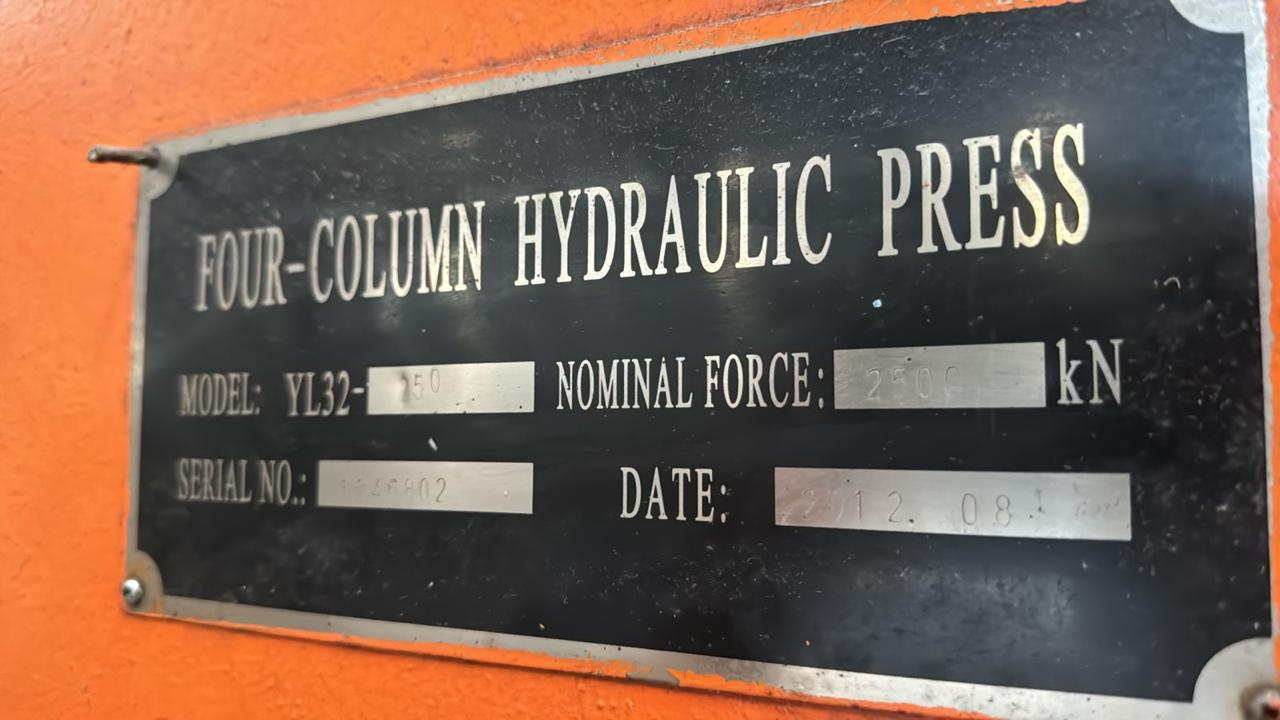 FOUR-COLUMN HYDRAULIC PRESS
MODEL: YL32-250 NOMINAL FORCE: 2500 kN
SERIAL NO.: DATE: 2012. 08